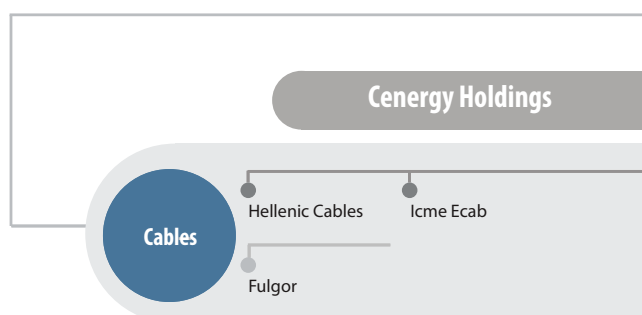 Cenergy Holdings
Hellenic Cables
Icme Ecab
Cables
Fulgor